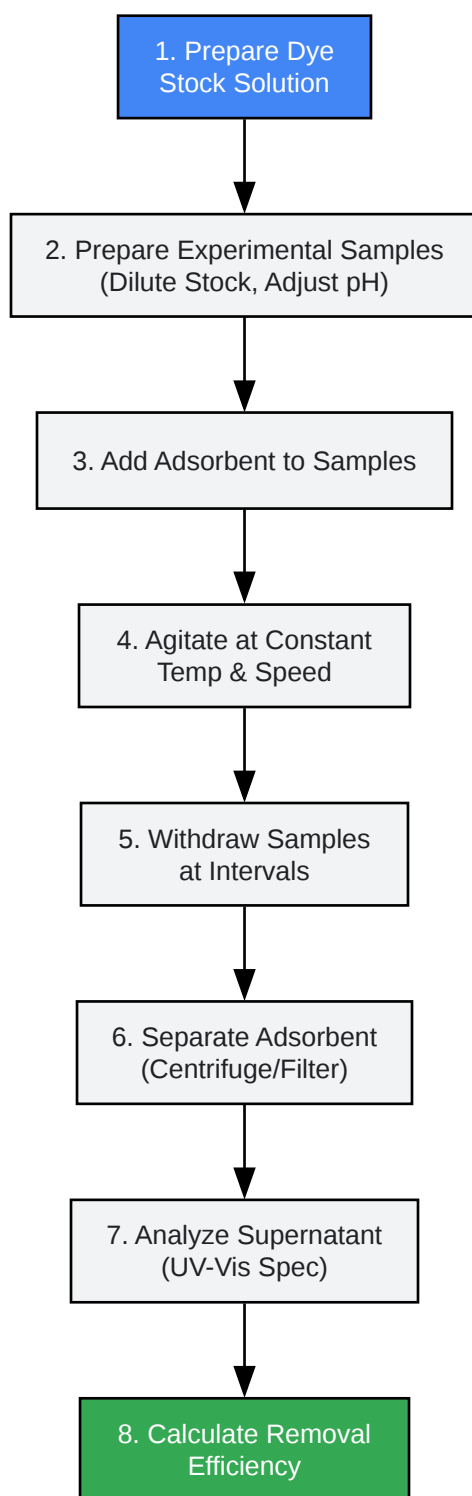 1. Prepare Dye
Stock Solution
2. Prepare Experimental Samples
(Dilute Stock, Adjust pH)
3. Add Adsorbent to Samples
4. Agitate at Constant
Temp & Speed
5. Withdraw Samples
at Intervals
6. Separate Adsorbent
(Centrifuge/Filter)
7. Analyze Supernatant
(UV-Vis Spec)
8. Calculate Removal
Efficiency